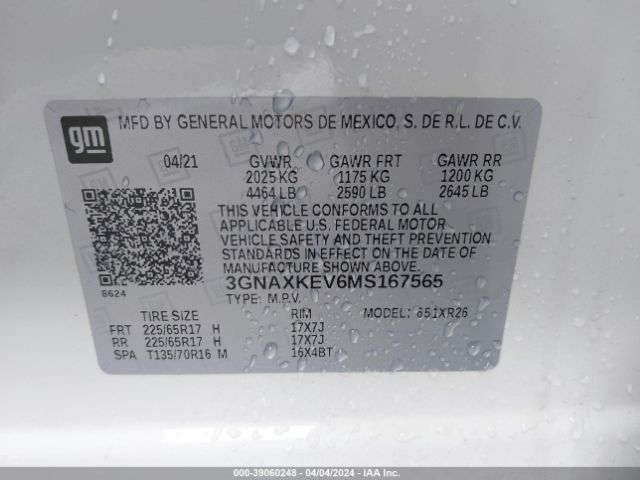 gm MFD BY GENERAL MOTORS DE MEXICO, S. DE R.L. DE C.V.
04/21 GVWR GAWR FRT GAWR RR
2025 KG 1175 KG 1200 KG
4464 LB 2590 LB 2645 LB
THIS VEHICLE CONFORMS TO ALL
APPLICABLE U.S. FEDERAL MOTOR
VEHICLE SAFETY AND THEFT PREVENTION
STANDARDS IN EFFECT ON THE DATE OF
MANUFACTURE SHOWN ABOVE.
3GNAXKEV6MS167565
8624 TYPE: M.P.V.
TIRE SIZE RIM MODEL: 651XR26
FRT 225/65R17 H 17X7J
RR 225/65R17 H 17X7J
SPA T135/70R16 M 16X4BT
000-39060248 - 04/04/2024 - IAA Inc.